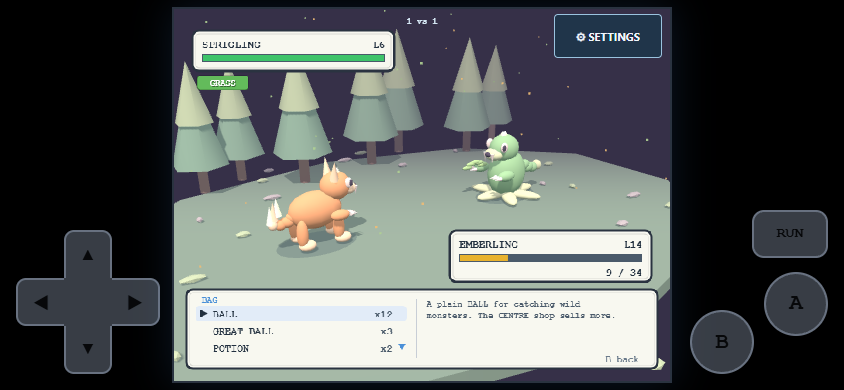 1 vs 1
⚙ SETTINGS
SPRIGLING L6
GRASS
RUN
EMBERLING L14
9 / 34
A
B
BAG
▶ BALL x12
GREAT BALL x3
POTION x2
A plain BALL for catching wild
monsters. The CENTRE shop sells more.
B back